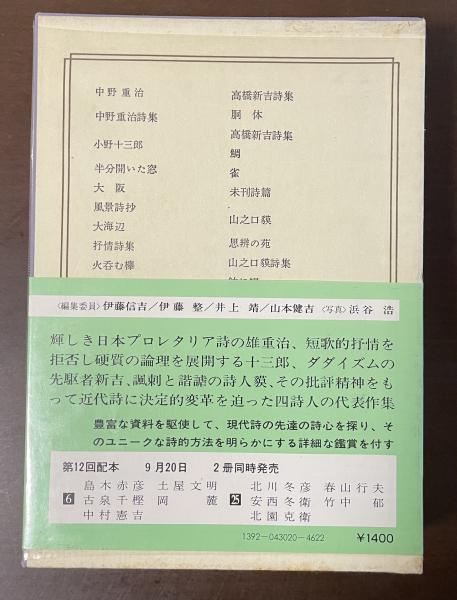 中野重治
中野重治詩集
小野十三郎
半分開いた窓
大阪
風景詩抄
大海辺
抒情詩集
火呑む欅
高橋新吉詩集
胴体
高橋新吉詩集
鯛
雀
未刊詩篇
山之口貘
思辨の苑
山之口貘詩集
〈編集委員〉伊藤信吉／伊藤 整／井上 靖／山本健吉〈写真〉浜谷 浩
輝しき日本プロレタリア詩の雄重治、短歌的抒情を
拒否し硬質の論理を展開する十三郎、ダダイズムの
先駆者新吉、諷刺と諧謔の詩人貘、その批評精神をも
って近代詩に決定的変革を迫った四詩人の代表作集
豊富な資料を駆使して、現代詩の先達の詩心を探り、そ
のユニークな詩的方法を明らかにする詳細な鑑賞を付す
第12回配本 9月20日 2冊同時発売
6 島木赤彦 土屋文明
古泉千樫 岡 麓
中村憲吉
25 北川冬彦 春山行夫
安西冬衛 竹中 郁
北園克衛
1392-043020-4622 ¥1400